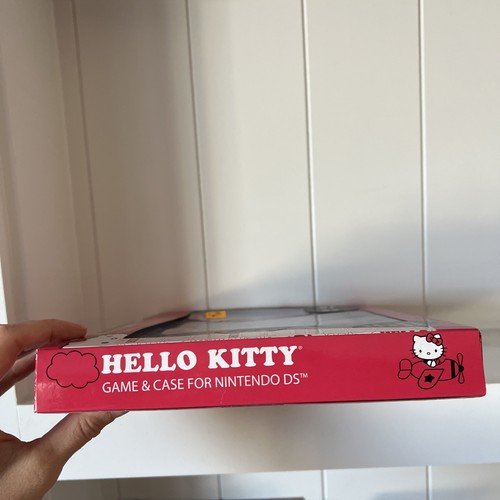 HELLO KITTY®
GAME & CASE FOR NINTENDO DS™